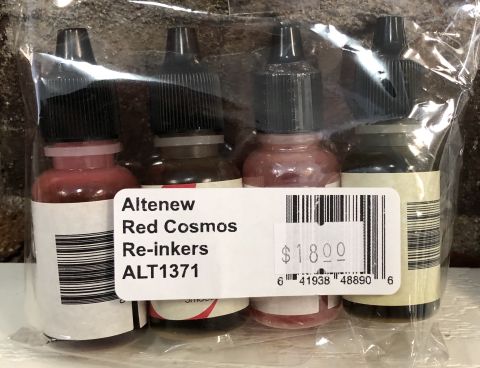 Altenew
Red Cosmos
Re-inkers
ALT1371
$18.00
6 41938 48890 6